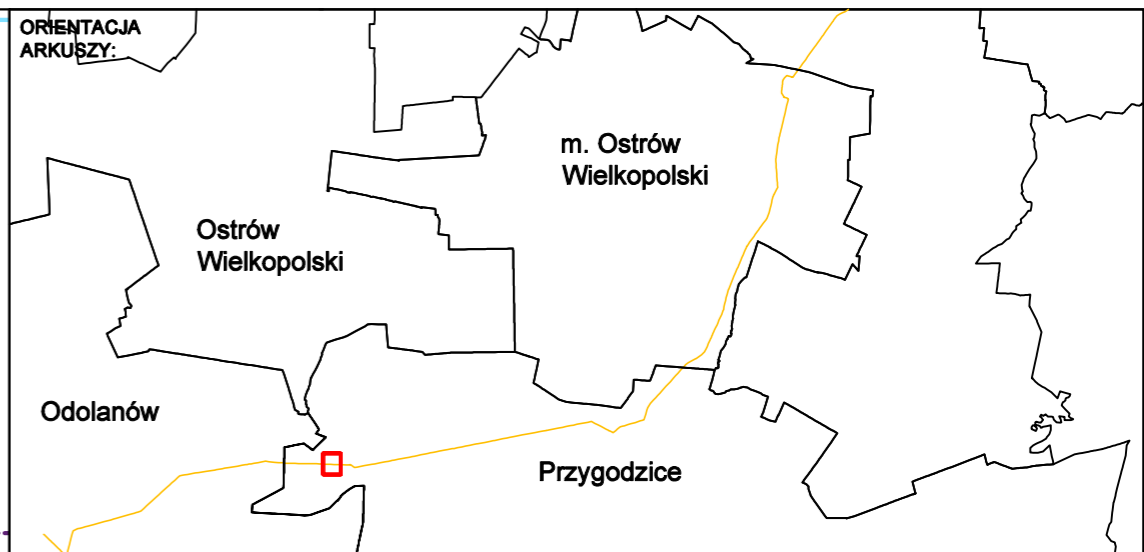 ORIENTACJA
ARKUSZY:
m. Ostrów
Wielkopolski
Ostrów
Wielkopolski
Odolanów
Przygodzice